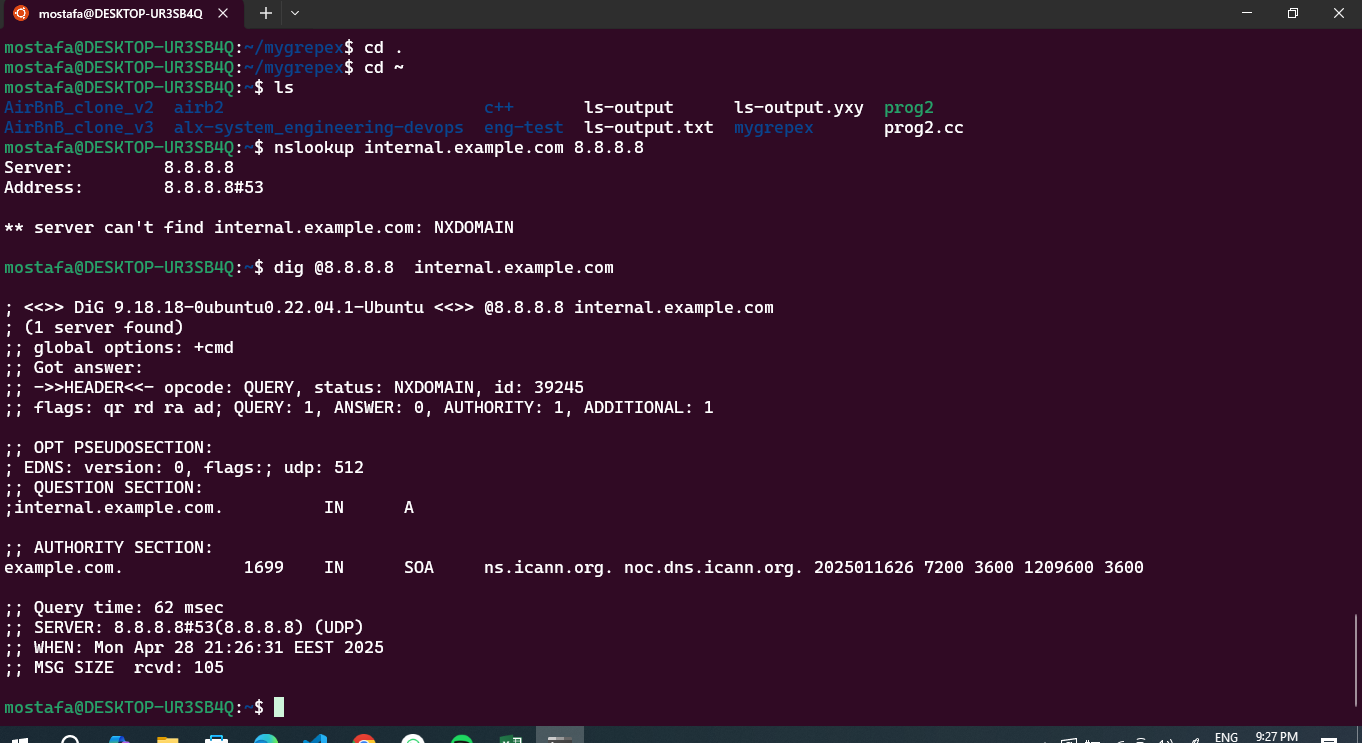 mostafa@DESKTOP-UR3SB4Q
mostafa@DESKTOP-UR3SB4Q:~/mygrepex$ cd .
mostafa@DESKTOP-UR3SB4Q:~/mygrepex$ cd ~
mostafa@DESKTOP-UR3SB4Q:~$ ls
AirBnB_clone_v2  airb2                          c++       ls-output      ls-output.yxy  prog2
AirBnB_clone_v3  alx-system_engineering-devops  eng-test  ls-output.txt  mygrepex       prog2.cc
mostafa@DESKTOP-UR3SB4Q:~$ nslookup internal.example.com 8.8.8.8
Server:         8.8.8.8
Address:        8.8.8.8#53
** server can't find internal.example.com: NXDOMAIN
mostafa@DESKTOP-UR3SB4Q:~$ dig @8.8.8.8  internal.example.com
; <<>> DiG 9.18.18-0ubuntu0.22.04.1-Ubuntu <<>> @8.8.8.8 internal.example.com
; (1 server found)
;; global options: +cmd
;; Got answer:
;; ->>HEADER<<- opcode: QUERY, status: NXDOMAIN, id: 39245
;; flags: qr rd ra ad; QUERY: 1, ANSWER: 0, AUTHORITY: 1, ADDITIONAL: 1
;; OPT PSEUDOSECTION:
; EDNS: version: 0, flags:; udp: 512
;; QUESTION SECTION:
;internal.example.com.          IN      A
;; AUTHORITY SECTION:
example.com.            1699    IN      SOA     ns.icann.org. noc.dns.icann.org. 2025011626 7200 3600 1209600 3600
;; Query time: 62 msec
;; SERVER: 8.8.8.8#53(8.8.8.8) (UDP)
;; WHEN: Mon Apr 28 21:26:31 EEST 2025
;; MSG SIZE  rcvd: 105
mostafa@DESKTOP-UR3SB4Q:~$
ENG
9:27 PM